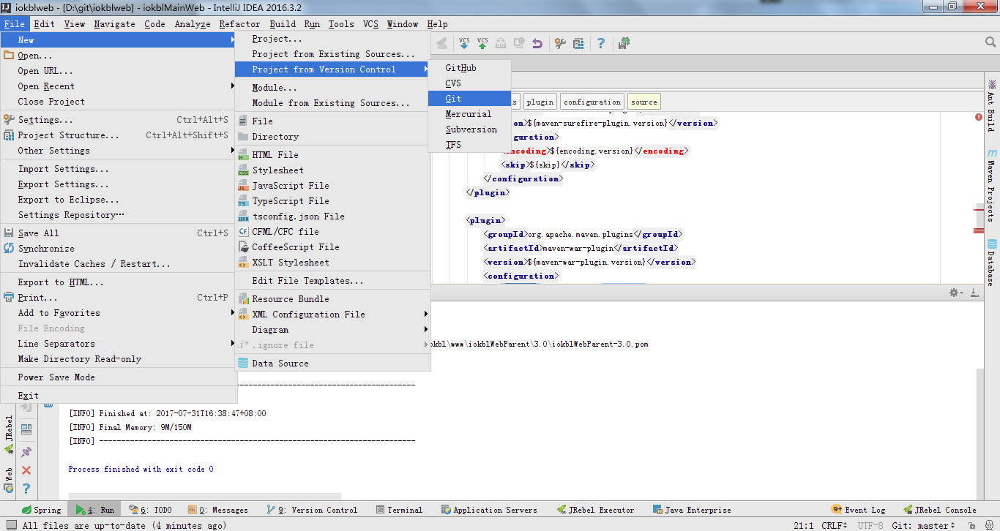 iokblweb - [D:\git\iokblweb] - iokblMainWeb - IntelliJ IDEA 2016.3.2
File Edit View Navigate Code Analyze Refactor Build Run Tools VCS Window Help
New
Open...
Open URL...
Open Recent
Close Project
Settings... Ctrl+Alt+S
Project Structure... Ctrl+Alt+Shift+S
Other Settings
Import Settings...
Export Settings...
Export to Eclipse...
Settings Repository…
Save All Ctrl+S
Synchronize
Invalidate Caches / Restart...
Export to HTML...
Print... Ctrl+P
Add to Favorites
File Encoding
Line Separators
Make Directory Read-only
Power Save Mode
Exit
Project...
Project from Existing Sources...
Project from Version Control
Module...
Module from Existing Sources...
File
Directory
HTML File
Stylesheet
JavaScript File
TypeScript File
tsconfig.json File
CFML/CFC file
CoffeeScript File
XSLT Stylesheet
Edit File Templates...
Resource Bundle
XML Configuration File
Diagram
.ignore file
Data Source
GitHub
CVS
Git
Mercurial
Subversion
TFS
VCS VCS
s plugin configuration source
on>${maven-surefire-plugin.version}</version>
guration>
encoding>${encoding.version}</encoding>
<skip>${skip}</skip>
</configuration>
</plugin>
<plugin>
<groupId>org.apache.maven.plugins</groupId>
<artifactId>maven-war-plugin</artifactId>
<version>${maven-war-plugin.version}</version>
<configuration>
Ant Build
Maven Projects
Database
okbl\www\iokblWebParent\3.0\iokblWebParent-3.0.pom
------------------------------------------------------------------------
[INFO] Finished at: 2017-07-31T16:38:47+08:00
[INFO] Final Memory: 9M/150M
[INFO] ------------------------------------------------------------------------
Process finished with exit code 0
JRebel
Web
Spring 4: Run 6: TODO 0: Messages 9: Version Control Terminal Application Servers JRebel Executor Java Enterprise 9+ Event Log JRebel Console
All files are up-to-date (4 minutes ago) 21:1 CRLF UTF-8 Git: master